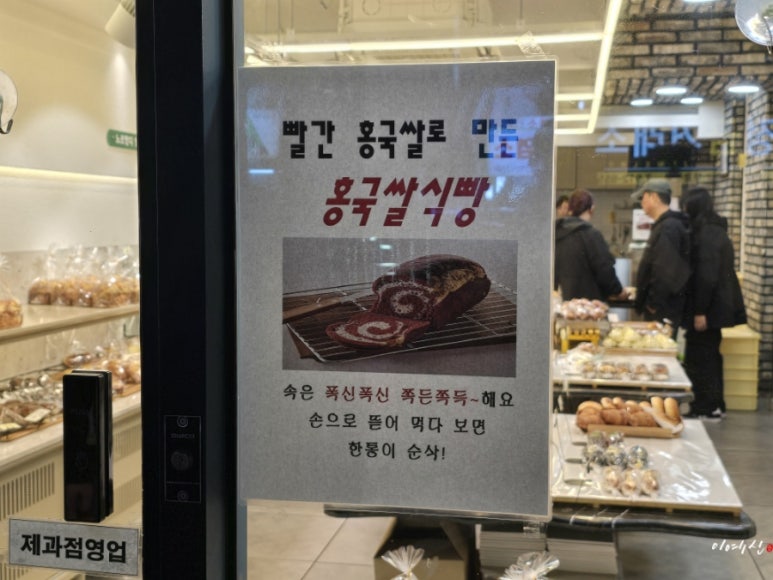 빨간 홍국쌀로 만든
홍국쌀식빵
속은 폭신폭신 쫀든쫀득~해요
손으로 뜯어 먹다 보면
한통이 순삭!
제과점영업